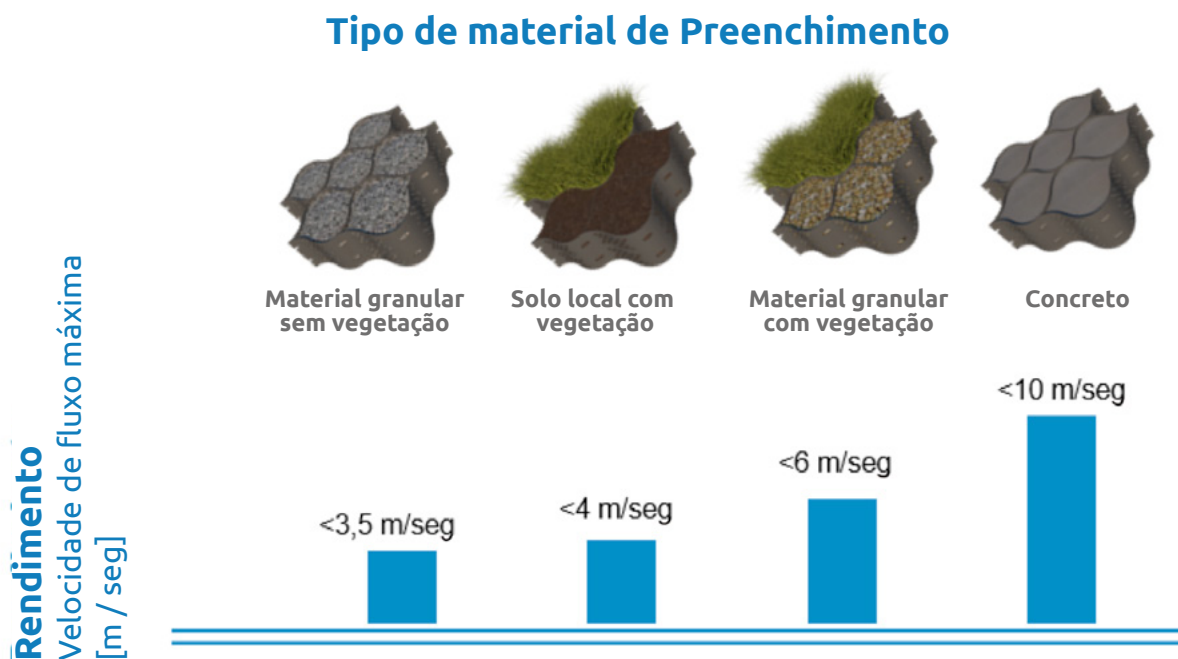 Tipo de material de Preenchimento
Material granular
sem vegetação
Solo local com
vegetação
Material granular
com vegetação
Concreto
Rendimento
Velocidade de fluxo máxima
[m / seg]
<3,5 m/seg
<4 m/seg
<6 m/seg
<10 m/seg